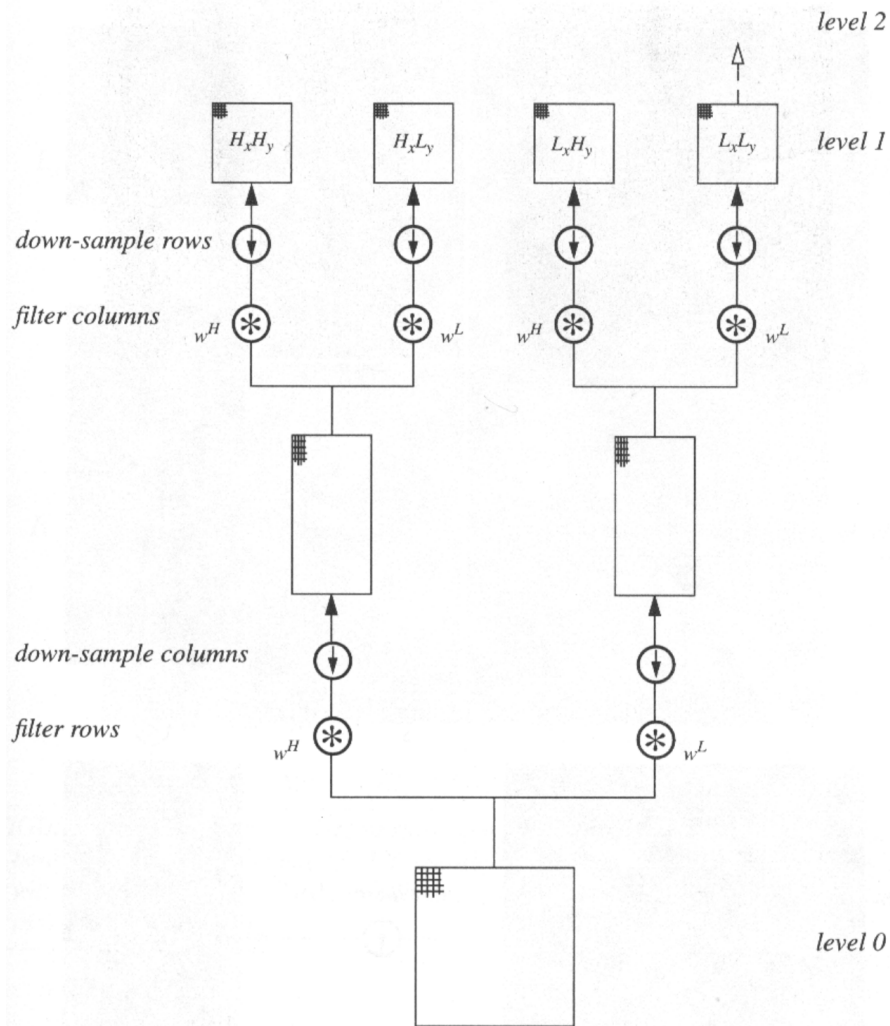 level 2
H_xH_y H_xL_y L_xH_y L_xL_y level 1
down-sample rows
filter columns w^H w^L w^H w^L
down-sample columns
filter rows w^H w^L
level 0